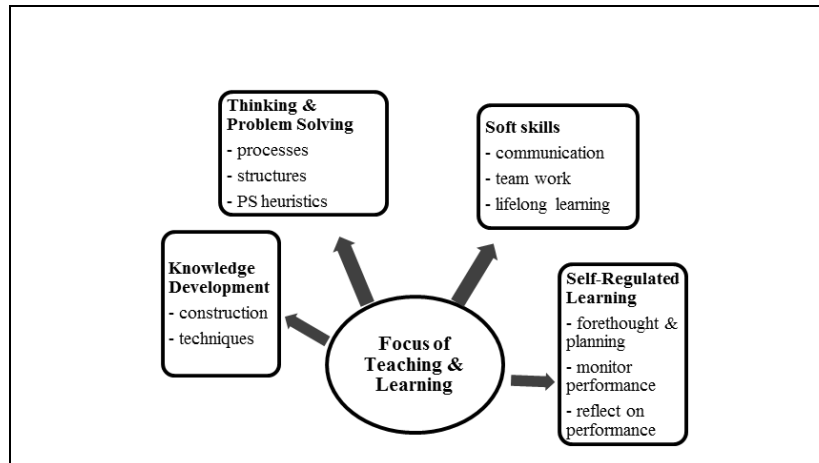 Thinking &
Problem Solving
- processes
- structures
- PS heuristics
Soft skills
- communication
- team work
- lifelong learning
Knowledge
Development
- construction
- techniques
Focus of
Teaching &
Learning
Self-Regulated
Learning
- forethought &
planning
- monitor
performance
- reflect on
performance